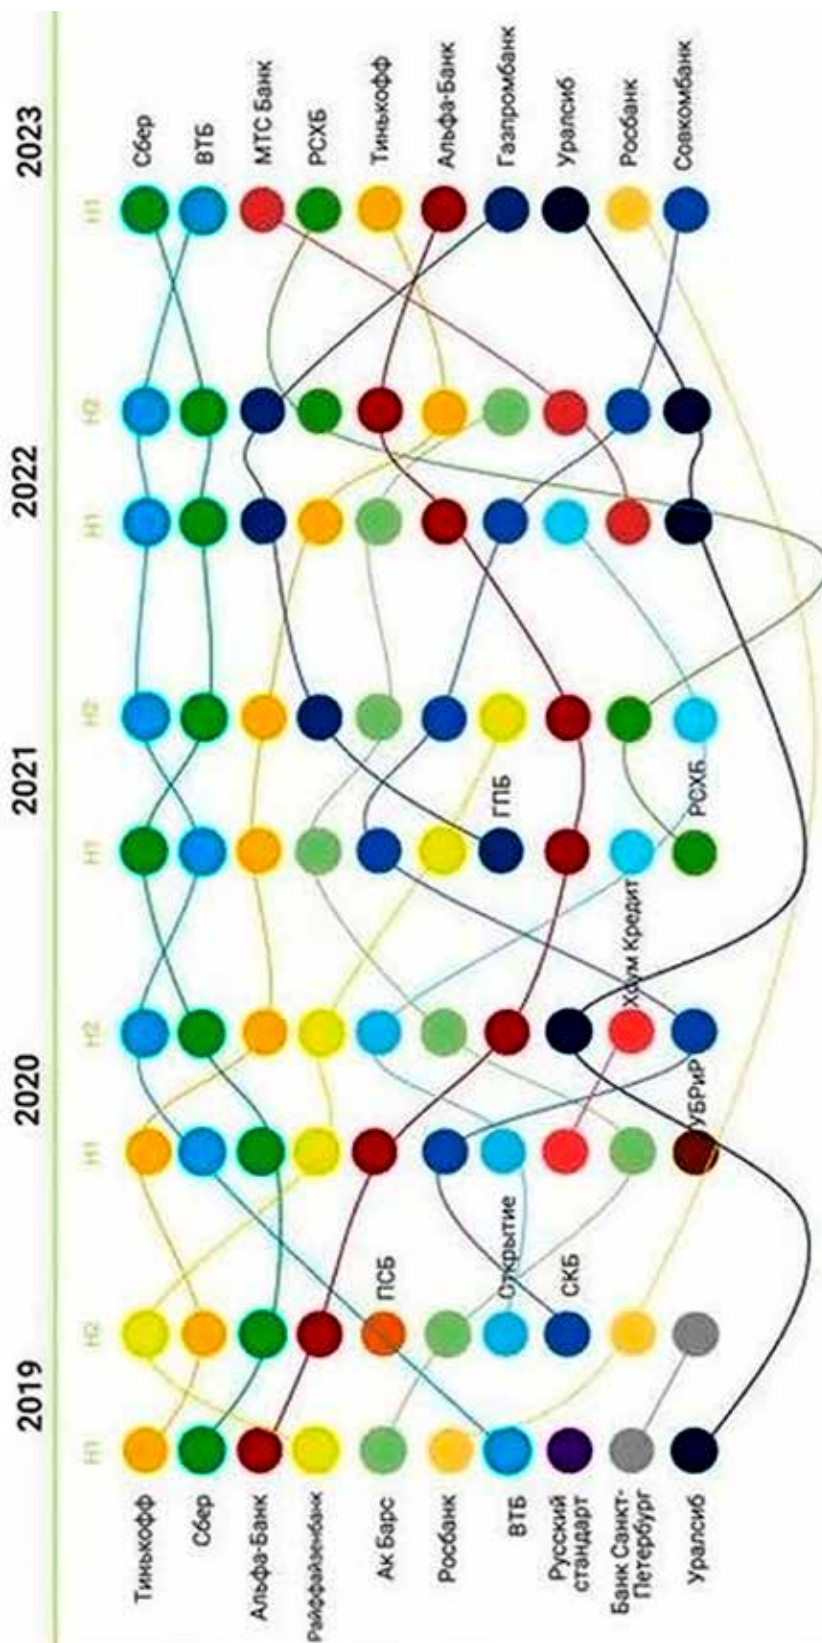 2019 2020 2021 2022 2023
H1 H2 H1 H2 H1 H2 H1 H2 H1
Тинькофф Сбер
Сбер ВТБ
Альфа-Банк МТС Банк
Райффайзенбанк РСХБ
Ак Барс ПСБ Тинькофф
Росбанк Альфа-Банк
ВТБ Открытие ГПБ Газпромбанк
Русский
стандарт СКБ Уралсиб
Банк Санкт-
Петербург Хоум Кредит Росбанк
Уралсиб УБРиР РСХБ Совкомбанк